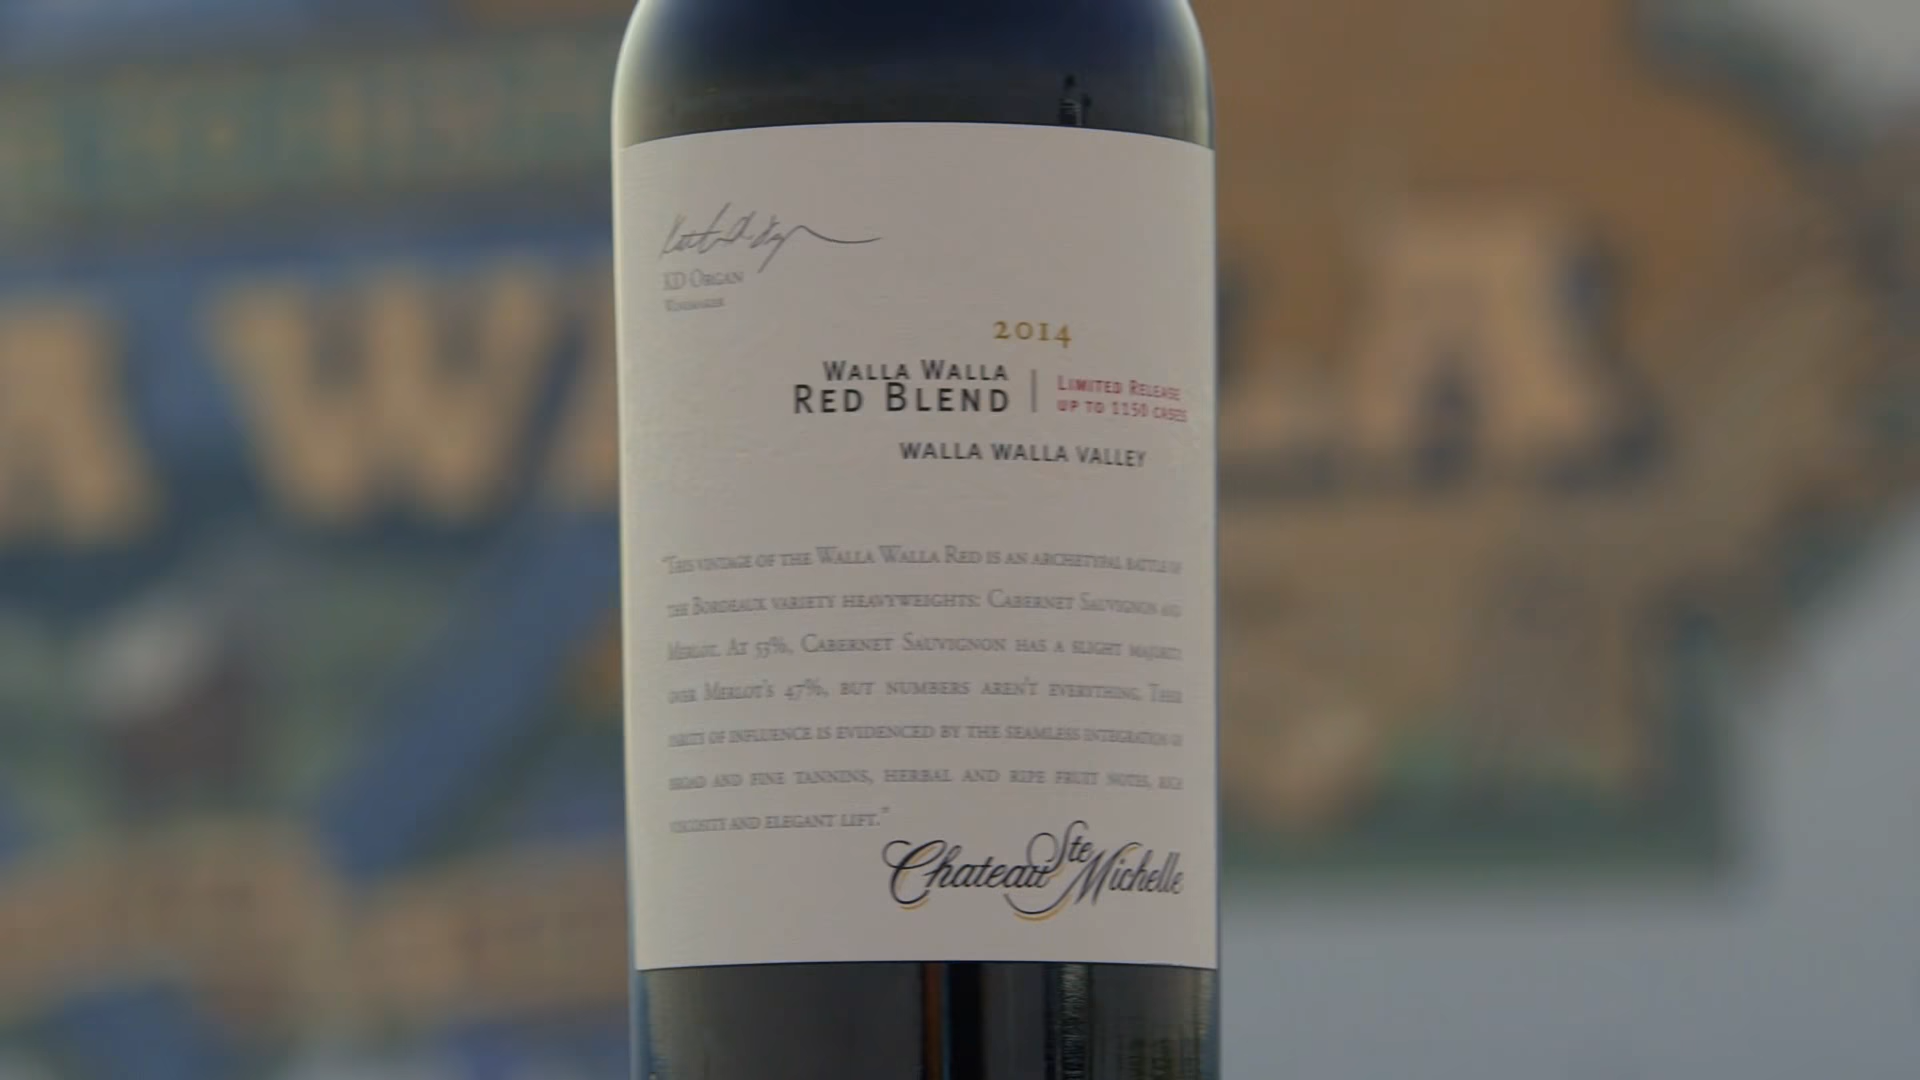 KD Organ
Winemaker
2014
Walla Walla
Red Blend
Limited Release
up to 1150 cases
Walla Walla Valley
"This vintage of the Walla Walla Red is an archetypal battle of
the Bordeaux variety heavyweights: Cabernet Sauvignon and
Merlot. At 53%, Cabernet Sauvignon has a slight majority
over Merlot's 47%, but numbers aren't everything. Their
parity of influence is evidenced by the seamless integration of
broad and fine tannins, herbal and ripe fruit notes, rich
viscosity and elegant lift."
Chateau Ste Michelle